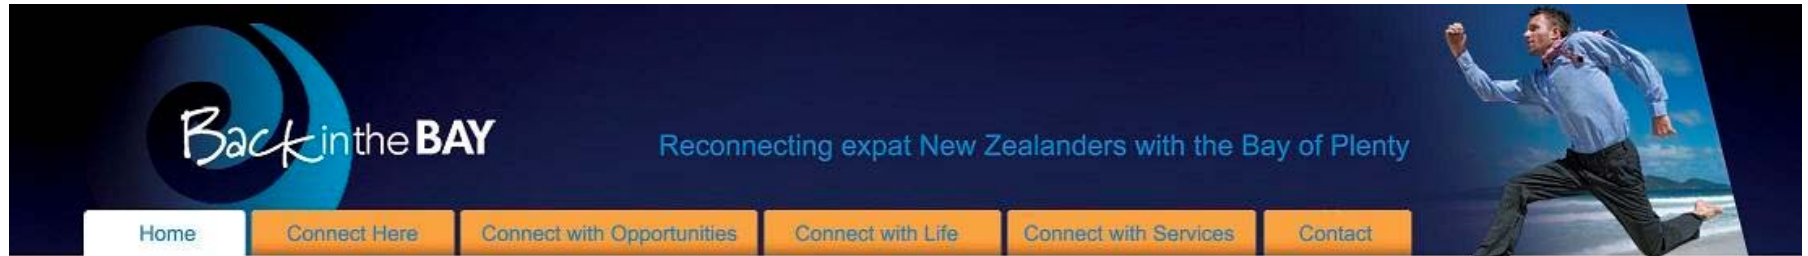 Back in the BAY
Reconnecting expat New Zealanders with the Bay of Plenty
Home
Connect Here
Connect with Opportunities
Connect with Life
Connect with Services
Contact